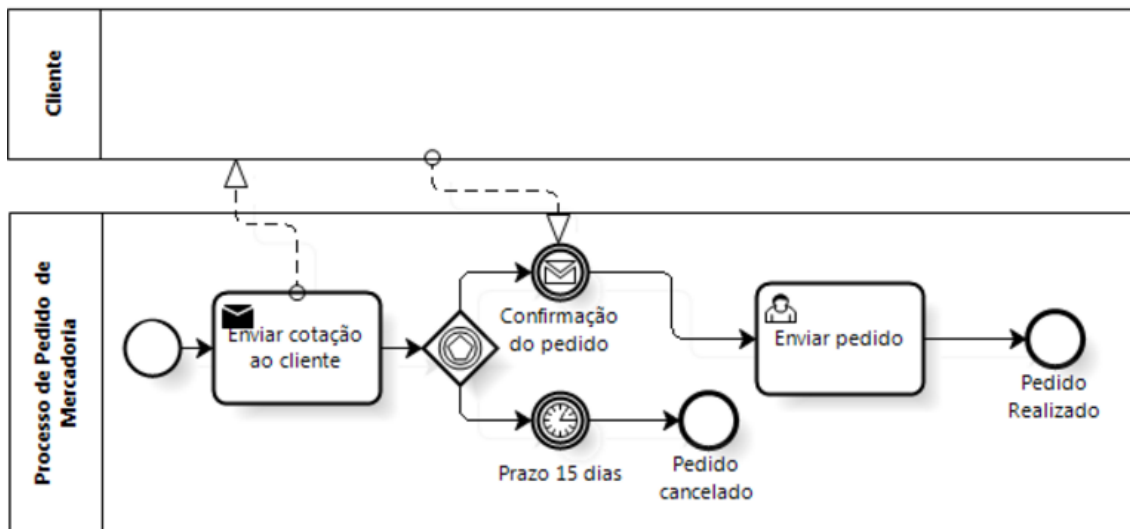 Cliente
Processo de Pedido de
Mercadoria
Enviar cotação
ao cliente
Confirmação
do pedido
Enviar pedido
Pedido
Realizado
Prazo 15 dias
Pedido
cancelado